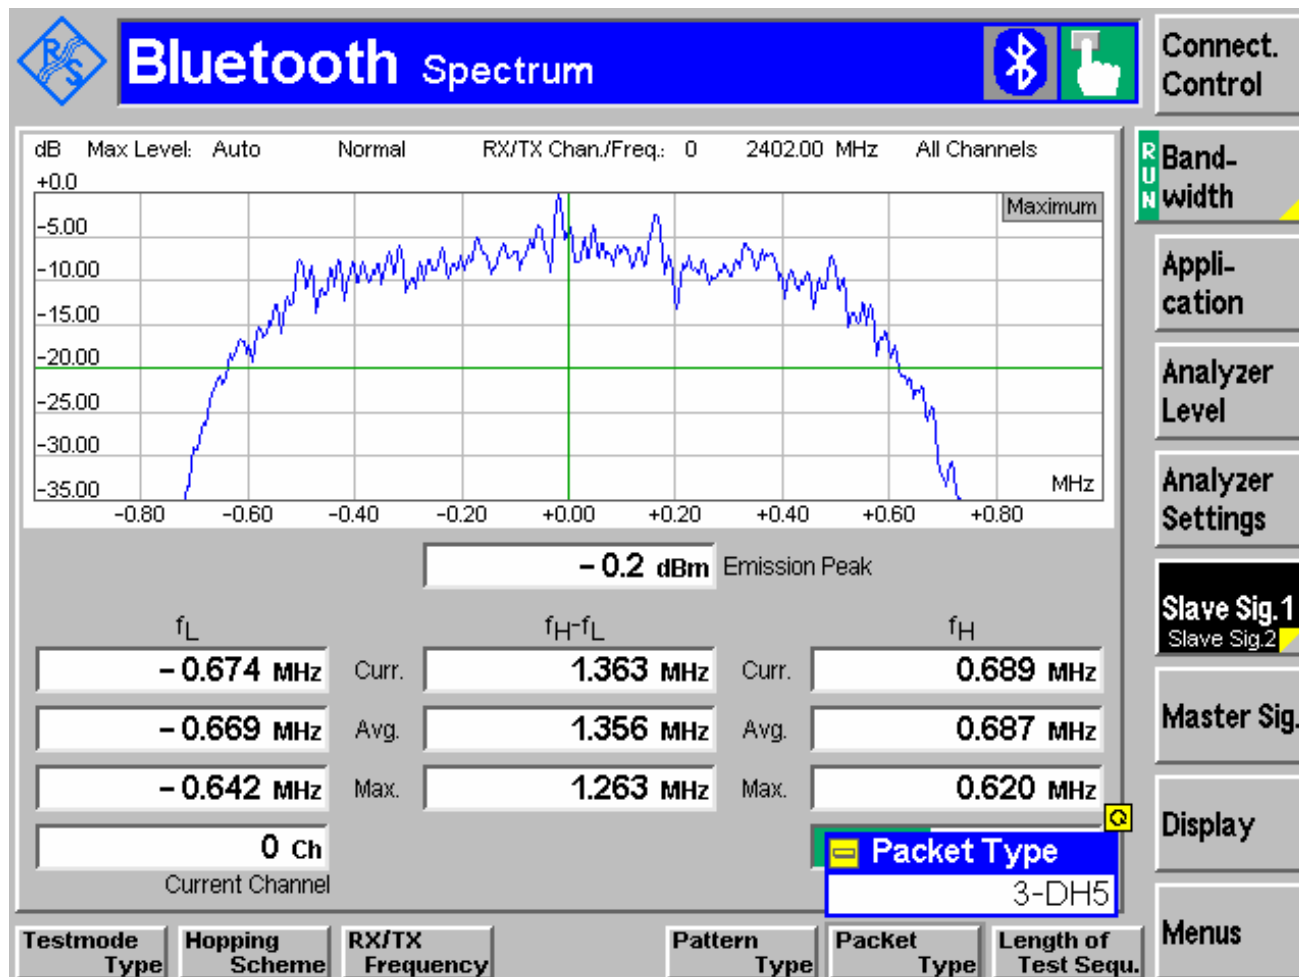 R S Bluetooth Spectrum
Connect. Control
dB Max Level: Auto Normal RX/TX Chan./Freq.: 0 2402.00 MHz All Channels
RUN Band-width
+0.0
Maximum
-5.00
-10.00
Appli-cation
-15.00
-20.00
Analyzer Level
-25.00
-30.00
-35.00
MHz
Analyzer Settings
-0.80 -0.60 -0.40 -0.20 +0.00 +0.20 +0.40 +0.60 +0.80
-0.2 dBm Emission Peak
Slave Sig.1
Slave Sig.2
fL fH-fL fH
-0.674 MHz Curr. 1.363 MHz Curr. 0.689 MHz
-0.669 MHz Avg. 1.356 MHz Avg. 0.687 MHz
Master Sig.
-0.642 MHz Max. 1.263 MHz Max. 0.620 MHz
Q
Display
0 Ch
Current Channel
Packet Type
3-DH5
Menus
Testmode Type
Hopping Scheme
RX/TX Frequency
Pattern Type
Packet Type
Length of Test Sequ.